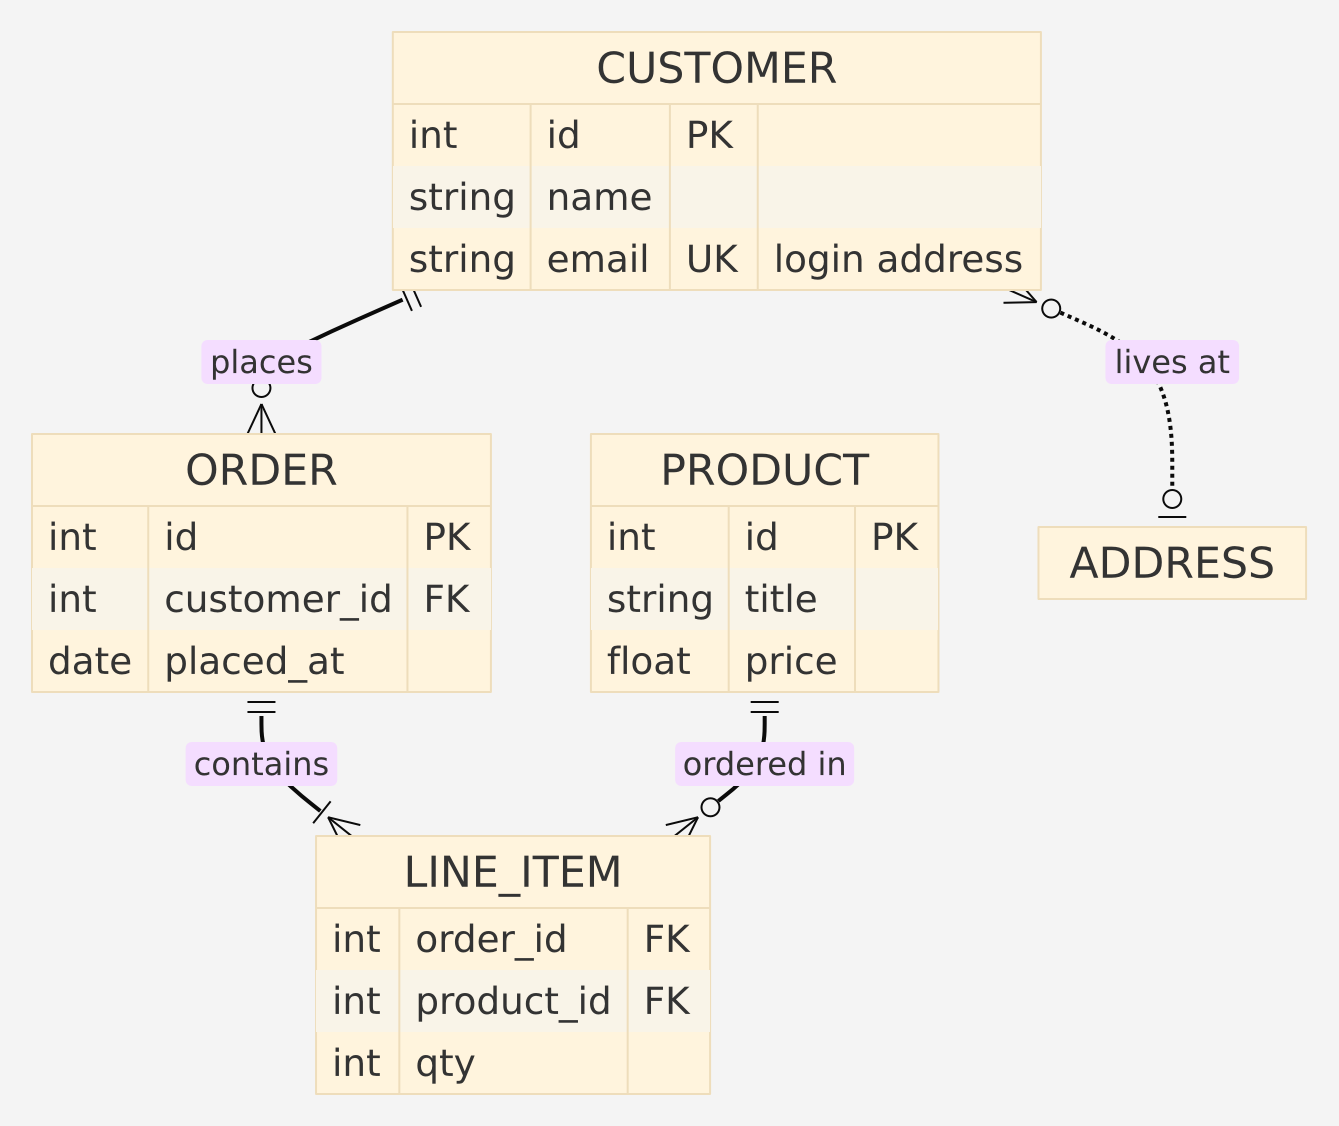 CUSTOMER
int id PK
string name
string email UK login address
places
lives at
ORDER
int id PK
int customer_id FK
date placed_at
PRODUCT
int id PK
string title
float price
ADDRESS
contains
ordered in
LINE_ITEM
int order_id FK
int product_id FK
int qty